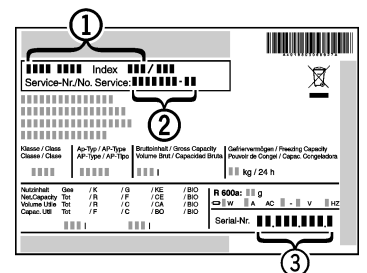 1
Index /
Service-Nr./No. Service: -
2
Klasse / Class
Classe / Clase
Ap-Typ / AP-Type
AP-Type / AP-Tipo
Bruttoinhalt / Gross Capacity
Volume Brut / Capacidad Bruta
Gefriervermögen / Freezing Capacity
Pouvoir de Congel / Capac. Congeladora
l
kg / 24 h
Nutzinhalt Ges / K / G / KE / BIO
Net.Capacity Tot / R / F / CE / BIO
Volume Utile Tot / R / C / CA / BIO
Capac. Util Tot / F / C / BO / BIO
l l
R 600a: g
W A AC - V HZ
Serial-Nr. . .
3